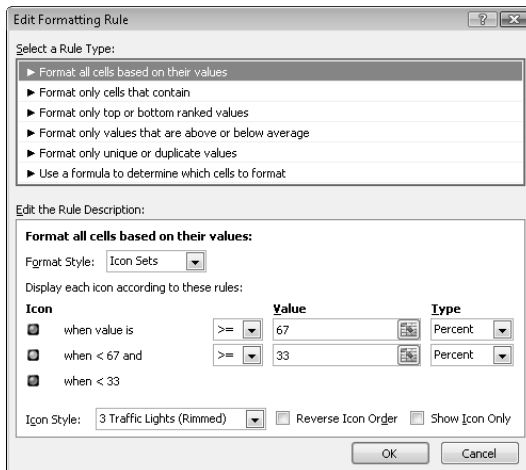 Edit Formatting Rule
Select a Rule Type:
► Format all cells based on their values
► Format only cells that contain
► Format only top or bottom ranked values
► Format only values that are above or below average
► Format only unique or duplicate values
► Use a formula to determine which cells to format
Edit the Rule Description:
Format all cells based on their values:
Format Style: Icon Sets
Display each icon according to these rules:
Icon Value Type
when value is >= 67 Percent
when < 67 and >= 33 Percent
when < 33
Icon Style: 3 Traffic Lights (Rimmed) Reverse Icon Order Show Icon Only
OK Cancel